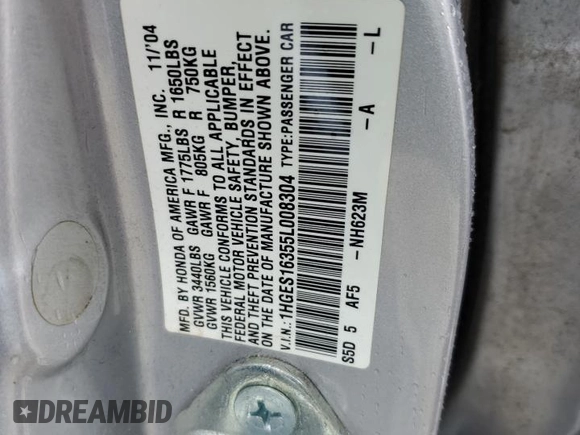 MFD. BY HONDA OF AMERICA MFG., INC. 11/'04
GVWR 3440LBS GAWR F 1775LBS R 1650LBS
GVWR 1560KG GAWR F 805KG R 750KG
THIS VEHICLE CONFORMS TO ALL APPLICABLE
FEDERAL MOTOR VEHICLE SAFETY, BUMPER,
AND THEFT PREVENTION STANDARDS IN EFFECT
ON THE DATE OF MANUFACTURE SHOWN ABOVE.
V.I.N.: 1HGES16355L008304 TYPE: PASSENGER CAR
S5D 5 AF5 -NH623M -A -L
DREAMBID